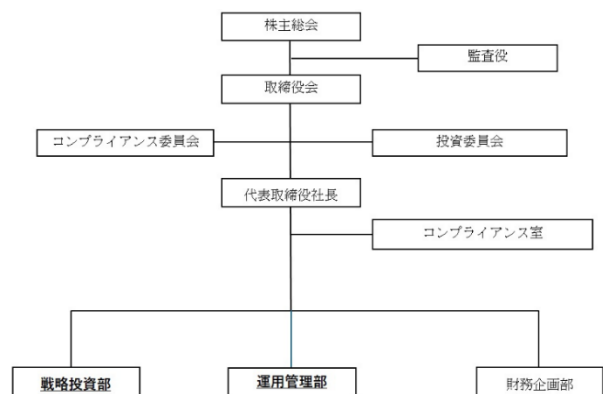 株主総会
監査役
取締役会
コンプライアンス委員会
投資委員会
代表取締役社長
コンプライアンス室
戦略投資部
運用管理部
財務企画部